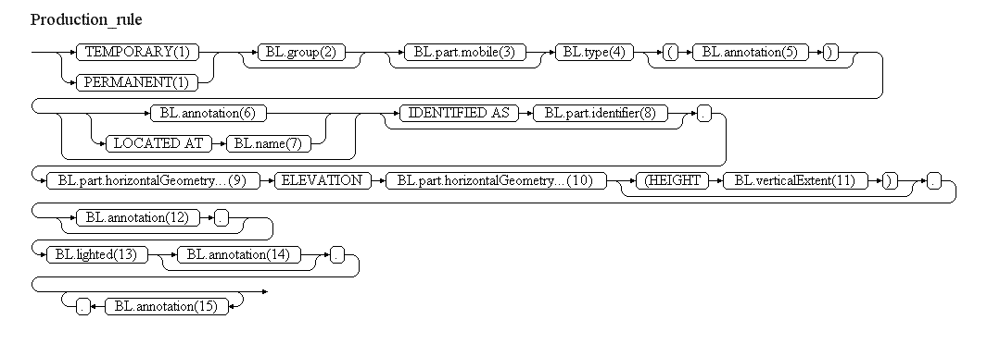 Production_rule
TEMPORARY(1) BL.group(2) BL.part.mobile(3) BL.type(4) ( BL.annotation(5) )
PERMANENT(1)
BL.annotation(6) IDENTIFIED AS BL.part.identifier(8) .
LOCATED AT BL.name(7)
BL.part.horizontalGeometry...(9) ELEVATION BL.part.horizontalGeometry...(10) (HEIGHT BL.verticalExtent(11) ) .
BL.annotation(12) .
BL.lighted(13) BL.annotation(14) .
. BL.annotation(15)